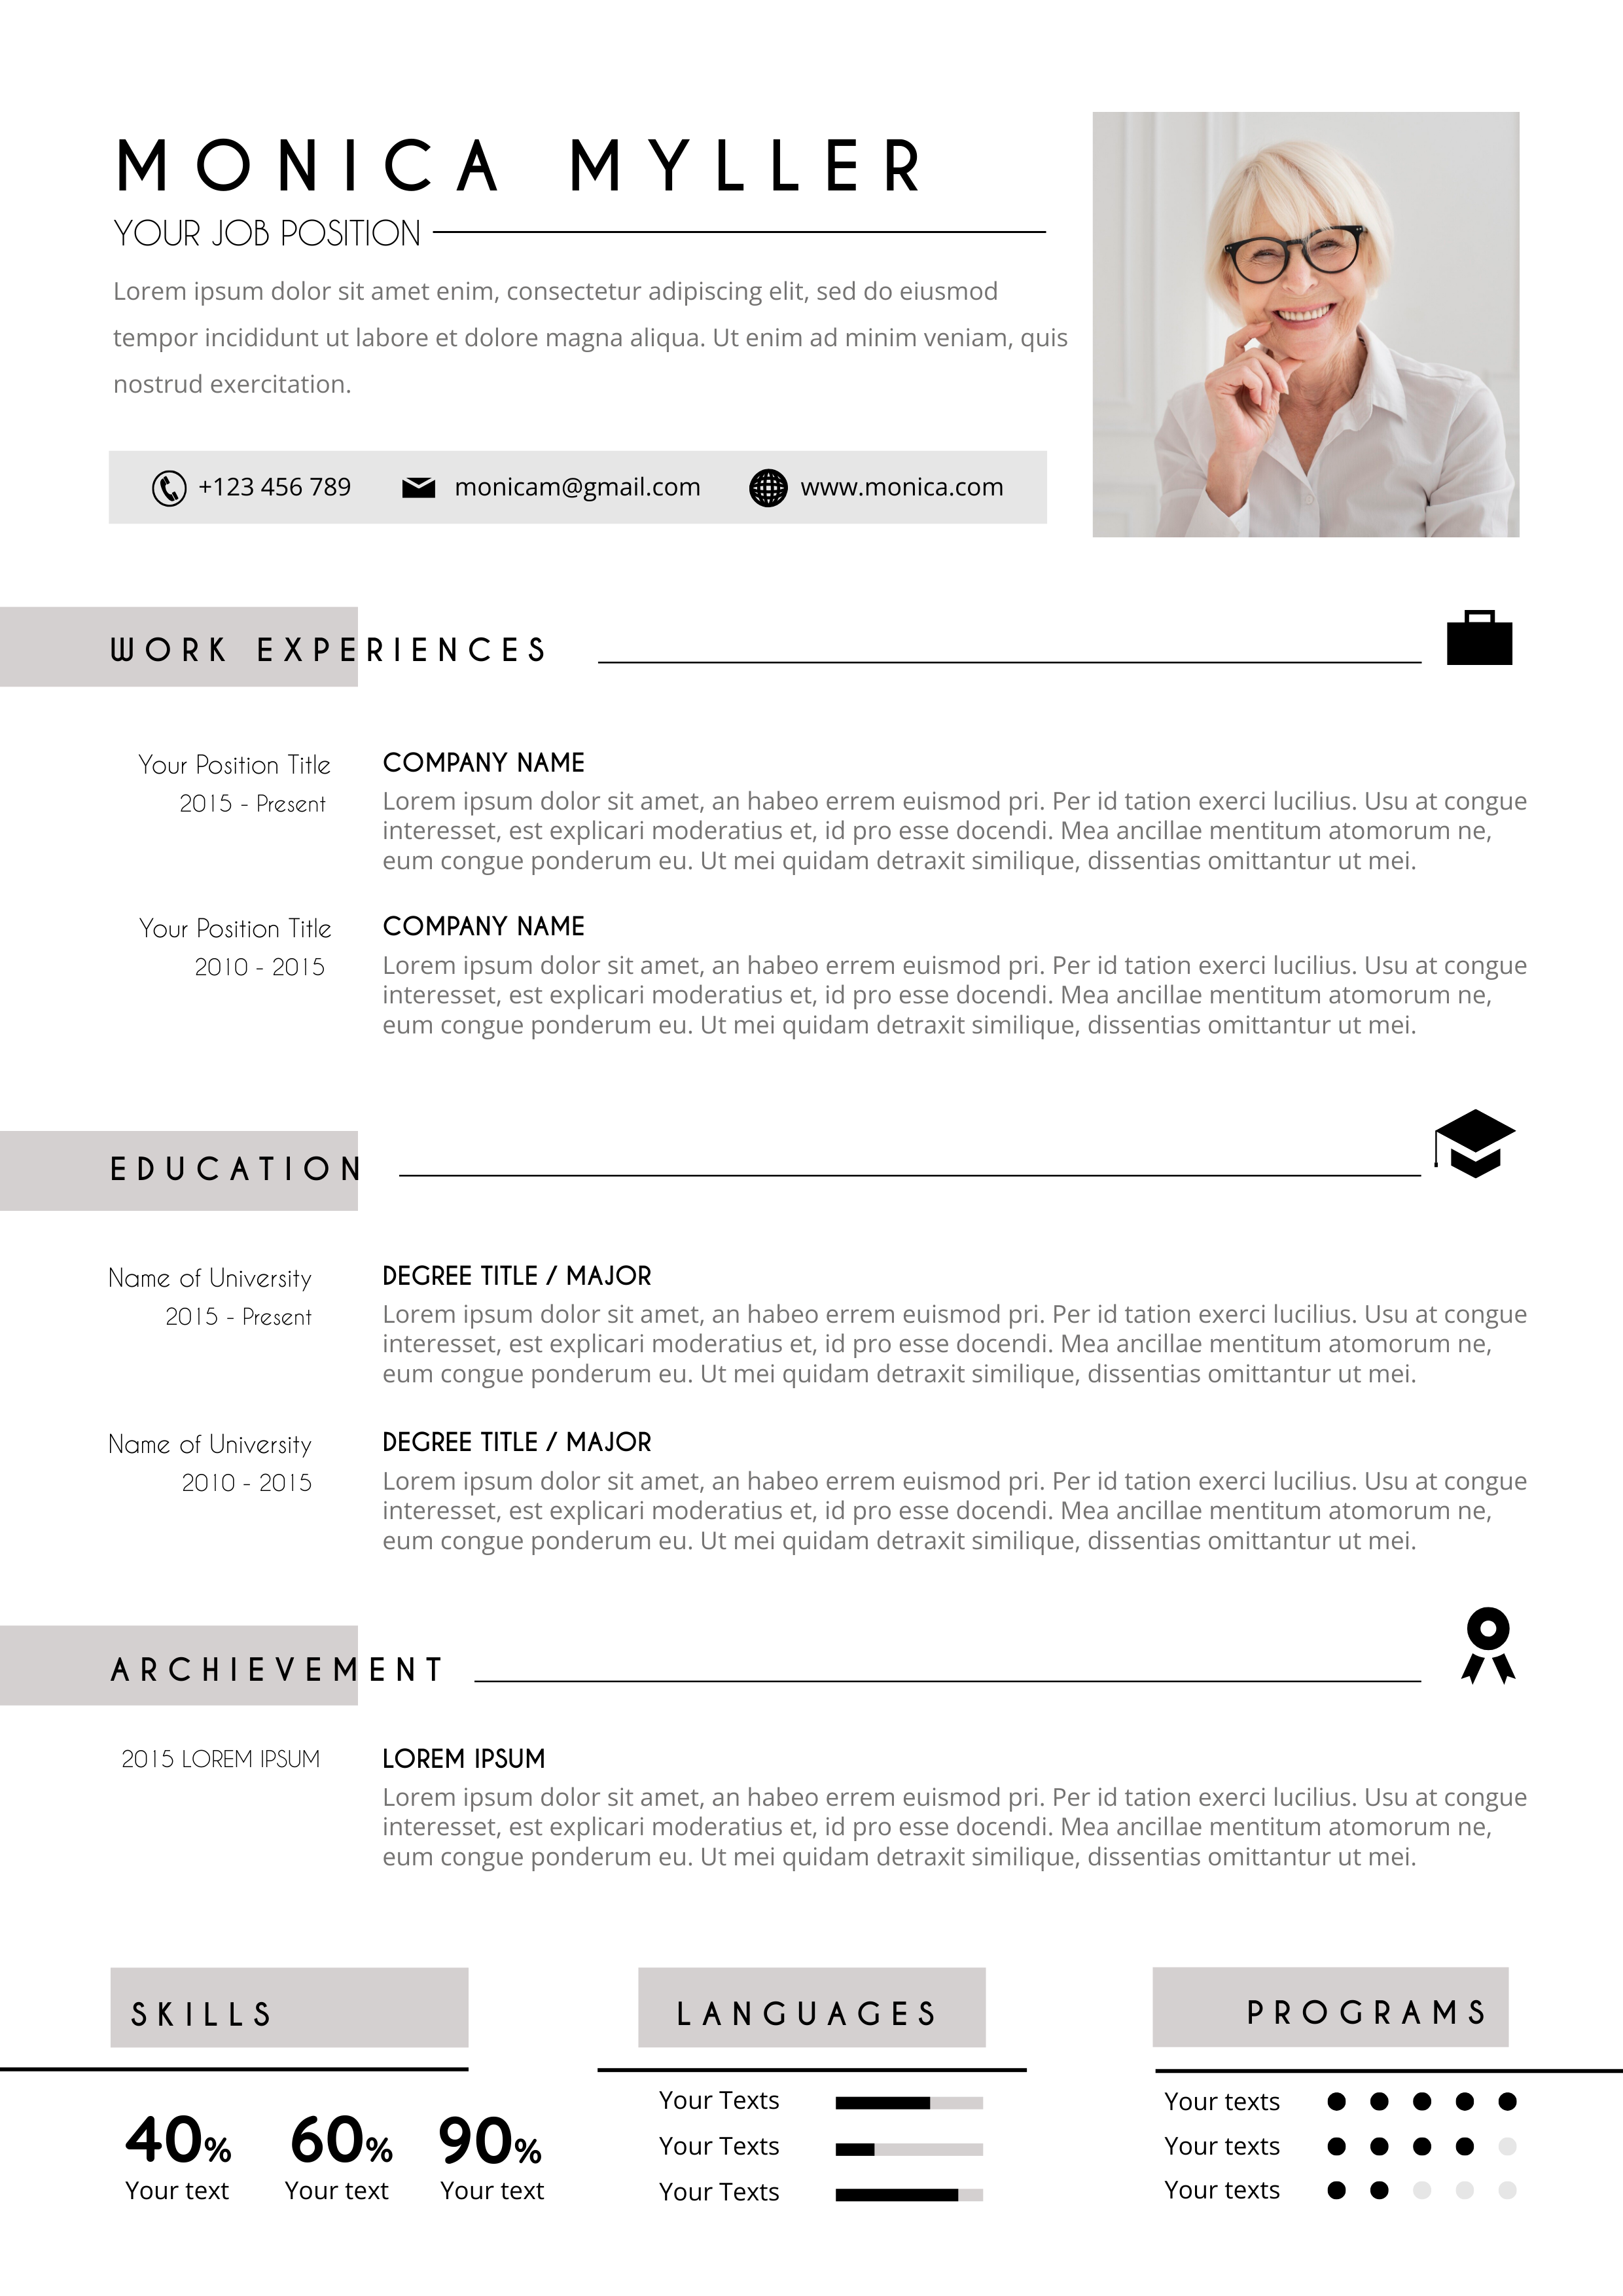 MONICA MYLLER
YOUR JOB POSITION
Lorem ipsum dolor sit amet enim, consectetur adipiscing elit, sed do eiusmod
tempor incididunt ut labore et dolore magna aliqua. Ut enim ad minim veniam, quis
nostrud exercitation.
+123 456 789 monicam@gmail.com www.monica.com
WORK EXPERIENCES
Your Position Title
2015 - Present
COMPANY NAME
Lorem ipsum dolor sit amet, an habeo errem euismod pri. Per id tation exerci lucilius. Usu at congue
interesset, est explicari moderatius et, id pro esse docendi. Mea ancillae mentitum atomorum ne,
eum congue ponderum eu. Ut mei quidam detraxit similique, dissentias omittantur ut mei.
Your Position Title
2010 - 2015
COMPANY NAME
Lorem ipsum dolor sit amet, an habeo errem euismod pri. Per id tation exerci lucilius. Usu at congue
interesset, est explicari moderatius et, id pro esse docendi. Mea ancillae mentitum atomorum ne,
eum congue ponderum eu. Ut mei quidam detraxit similique, dissentias omittantur ut mei.
EDUCATION
Name of University
2015 - Present
DEGREE TITLE / MAJOR
Lorem ipsum dolor sit amet, an habeo errem euismod pri. Per id tation exerci lucilius. Usu at congue
interesset, est explicari moderatius et, id pro esse docendi. Mea ancillae mentitum atomorum ne,
eum congue ponderum eu. Ut mei quidam detraxit similique, dissentias omittantur ut mei.
Name of University
2010 - 2015
DEGREE TITLE / MAJOR
Lorem ipsum dolor sit amet, an habeo errem euismod pri. Per id tation exerci lucilius. Usu at congue
interesset, est explicari moderatius et, id pro esse docendi. Mea ancillae mentitum atomorum ne,
eum congue ponderum eu. Ut mei quidam detraxit similique, dissentias omittantur ut mei.
ARCHIEVEMENT
2015 LOREM IPSUM
LOREM IPSUM
Lorem ipsum dolor sit amet, an habeo errem euismod pri. Per id tation exerci lucilius. Usu at congue
interesset, est explicari moderatius et, id pro esse docendi. Mea ancillae mentitum atomorum ne,
eum congue ponderum eu. Ut mei quidam detraxit similique, dissentias omittantur ut mei.
SKILLS
40% 60% 90%
Your text Your text Your text
LANGUAGES
Your Texts
Your Texts
Your Texts
PROGRAMS
Your texts
Your texts
Your texts